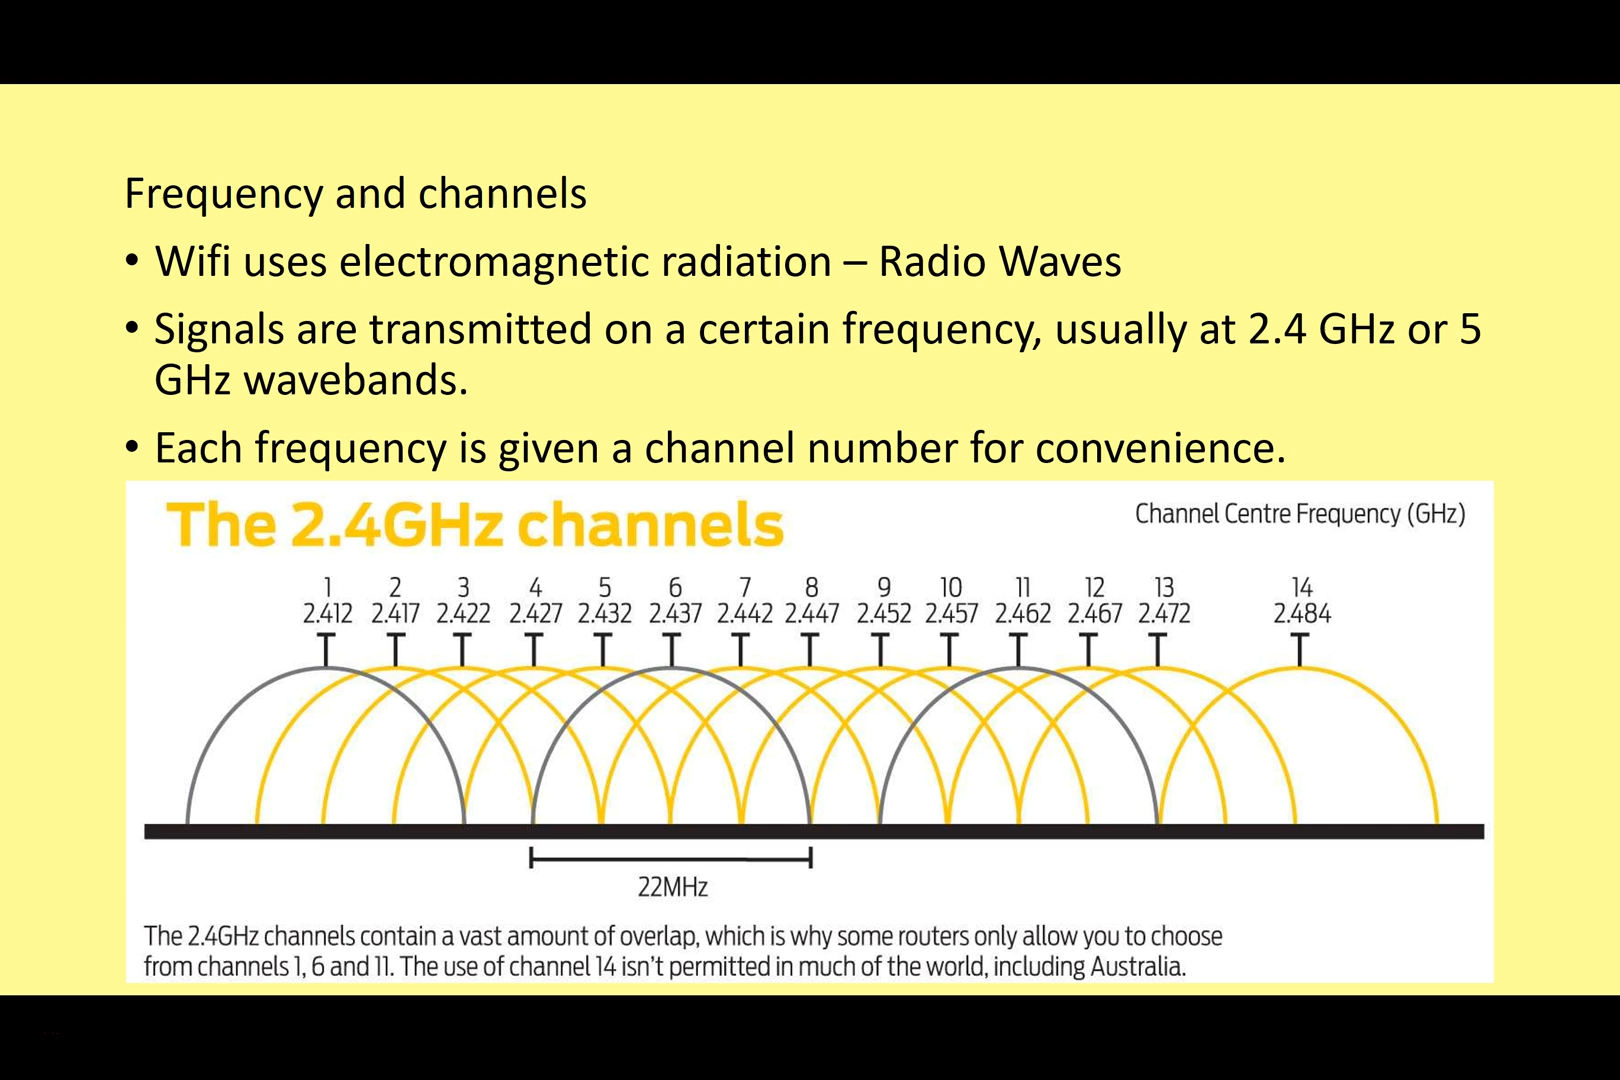 Frequency and channels
• Wifi uses electromagnetic radiation – Radio Waves
• Signals are transmitted on a certain frequency, usually at 2.4 GHz or 5
GHz wavebands.
• Each frequency is given a channel number for convenience.
The 2.4GHz channels
Channel Centre Frequency (GHz)
1 2 3 4 5 6 7 8 9 10 11 12 13 14
2.412 2.417 2.422 2.427 2.432 2.437 2.442 2.447 2.452 2.457 2.462 2.467 2.472 2.484
22MHz
The 2.4GHz channels contain a vast amount of overlap, which is why some routers only allow you to choose
from channels 1, 6 and 11. The use of channel 14 isn't permitted in much of the world, including Australia.